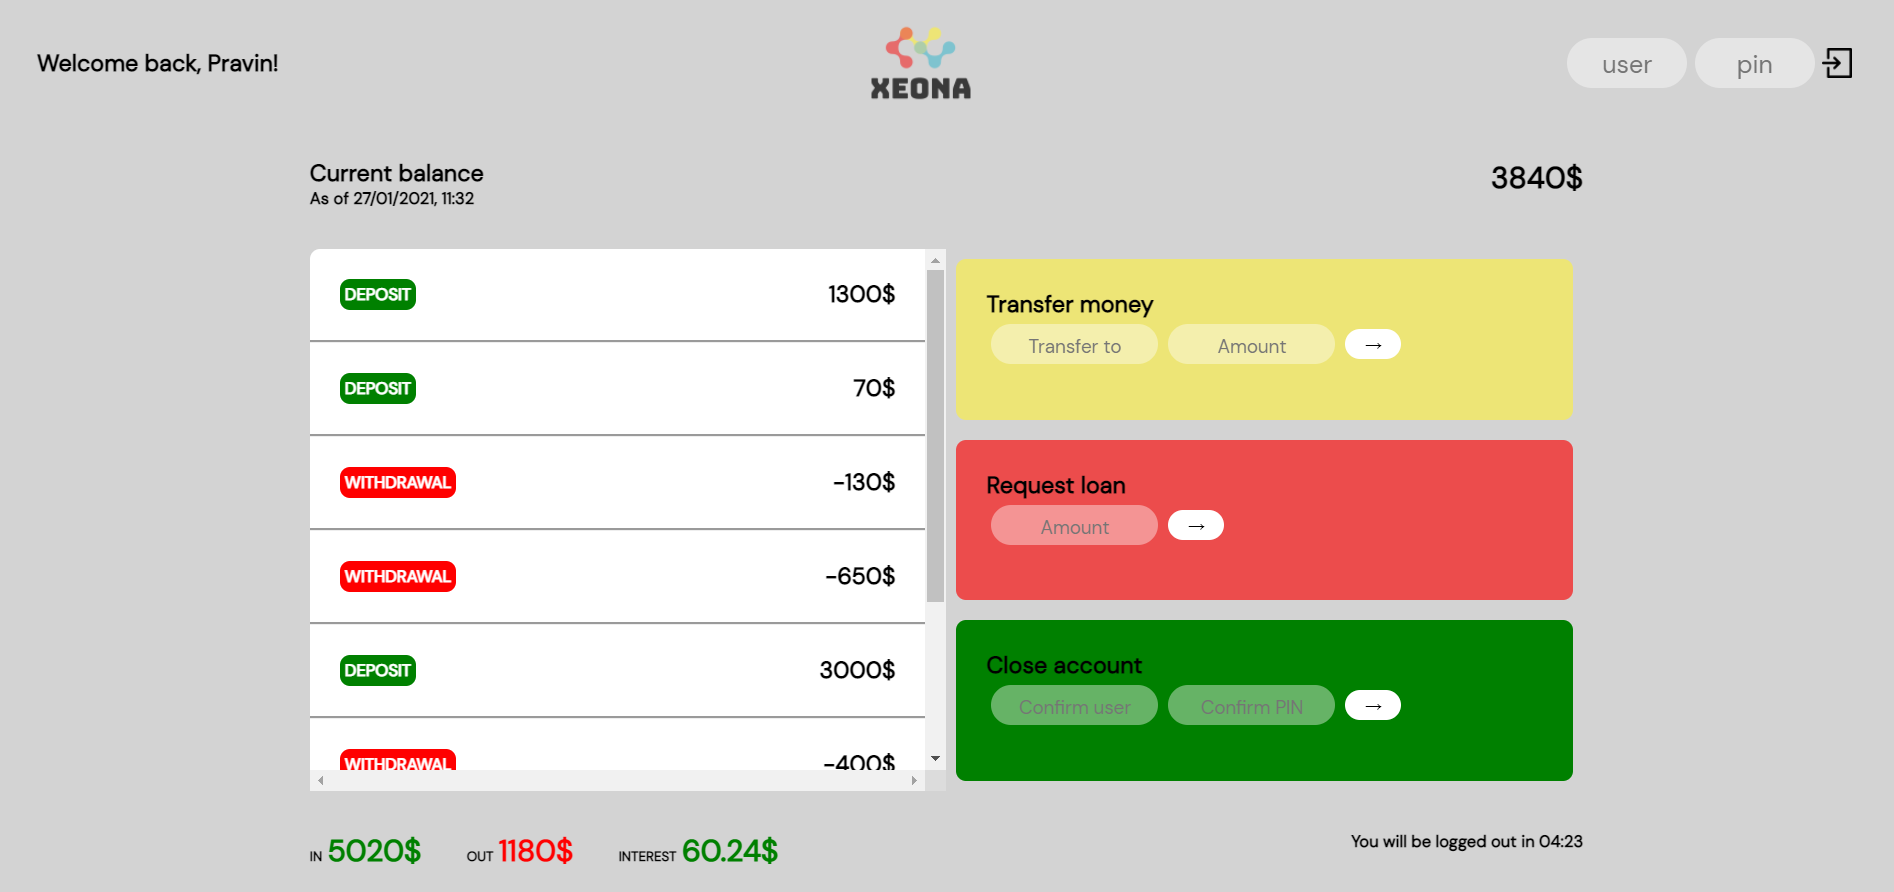 Welcome back, Pravin!
XEONA
user
pin
Current balance
As of 27/01/2021, 11:32
3840$
DEPOSIT 1300$
DEPOSIT 70$
WITHDRAWAL -130$
WITHDRAWAL -650$
DEPOSIT 3000$
WITHDRAWAL -400$
Transfer money
Transfer to Amount →
Request loan
Amount →
Close account
Confirm user Confirm PIN →
IN 5020$ OUT 1180$ INTEREST 60.24$
You will be logged out in 04:23